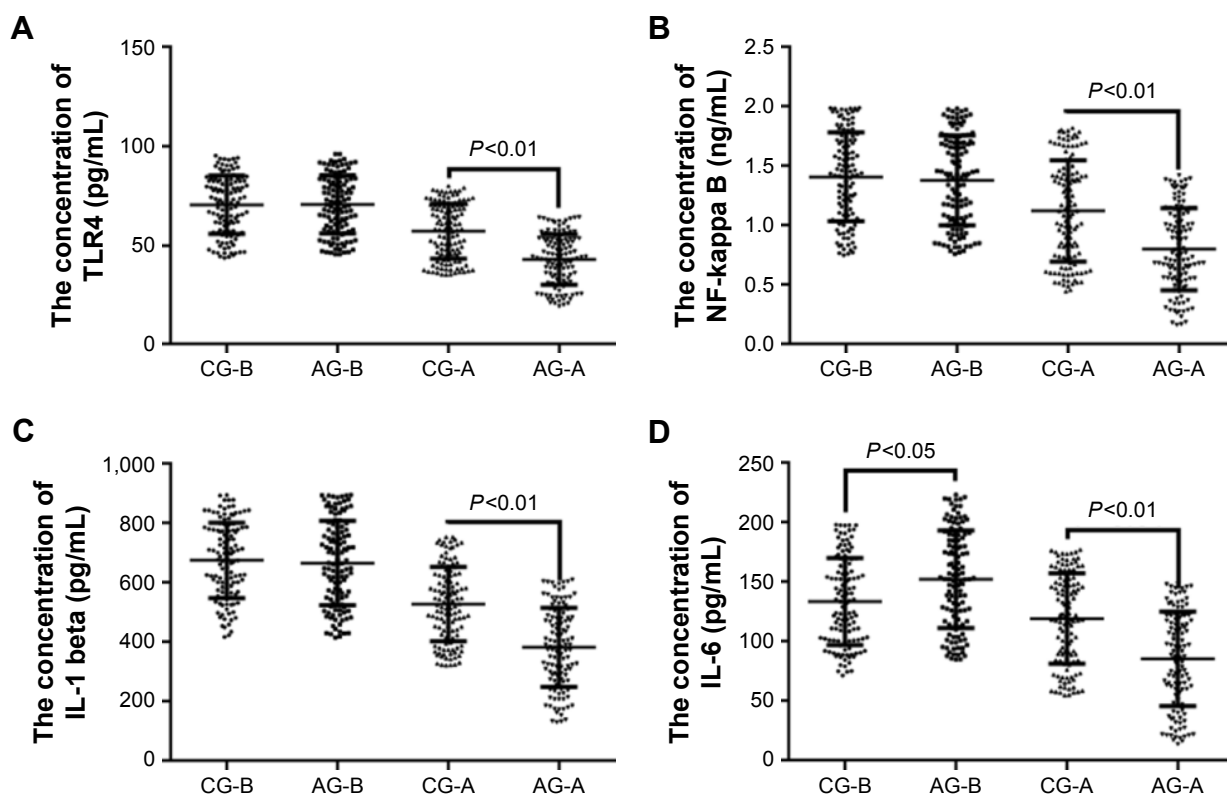 A
The concentration of
TLR4 (pg/mL)
150
100
50
0
P<0.01
CG-B AG-B CG-A AG-A
B
The concentration of
NF-kappa B (ng/mL)
2.5
2.0
1.5
1.0
0.5
0.0
P<0.01
CG-B AG-B CG-A AG-A
C
The concentration of
IL-1 beta (pg/mL)
1,000
800
600
400
200
0
P<0.01
CG-B AG-B CG-A AG-A
D
The concentration of
IL-6 (pg/mL)
250
200
150
100
50
0
P<0.05
P<0.01
CG-B AG-B CG-A AG-A